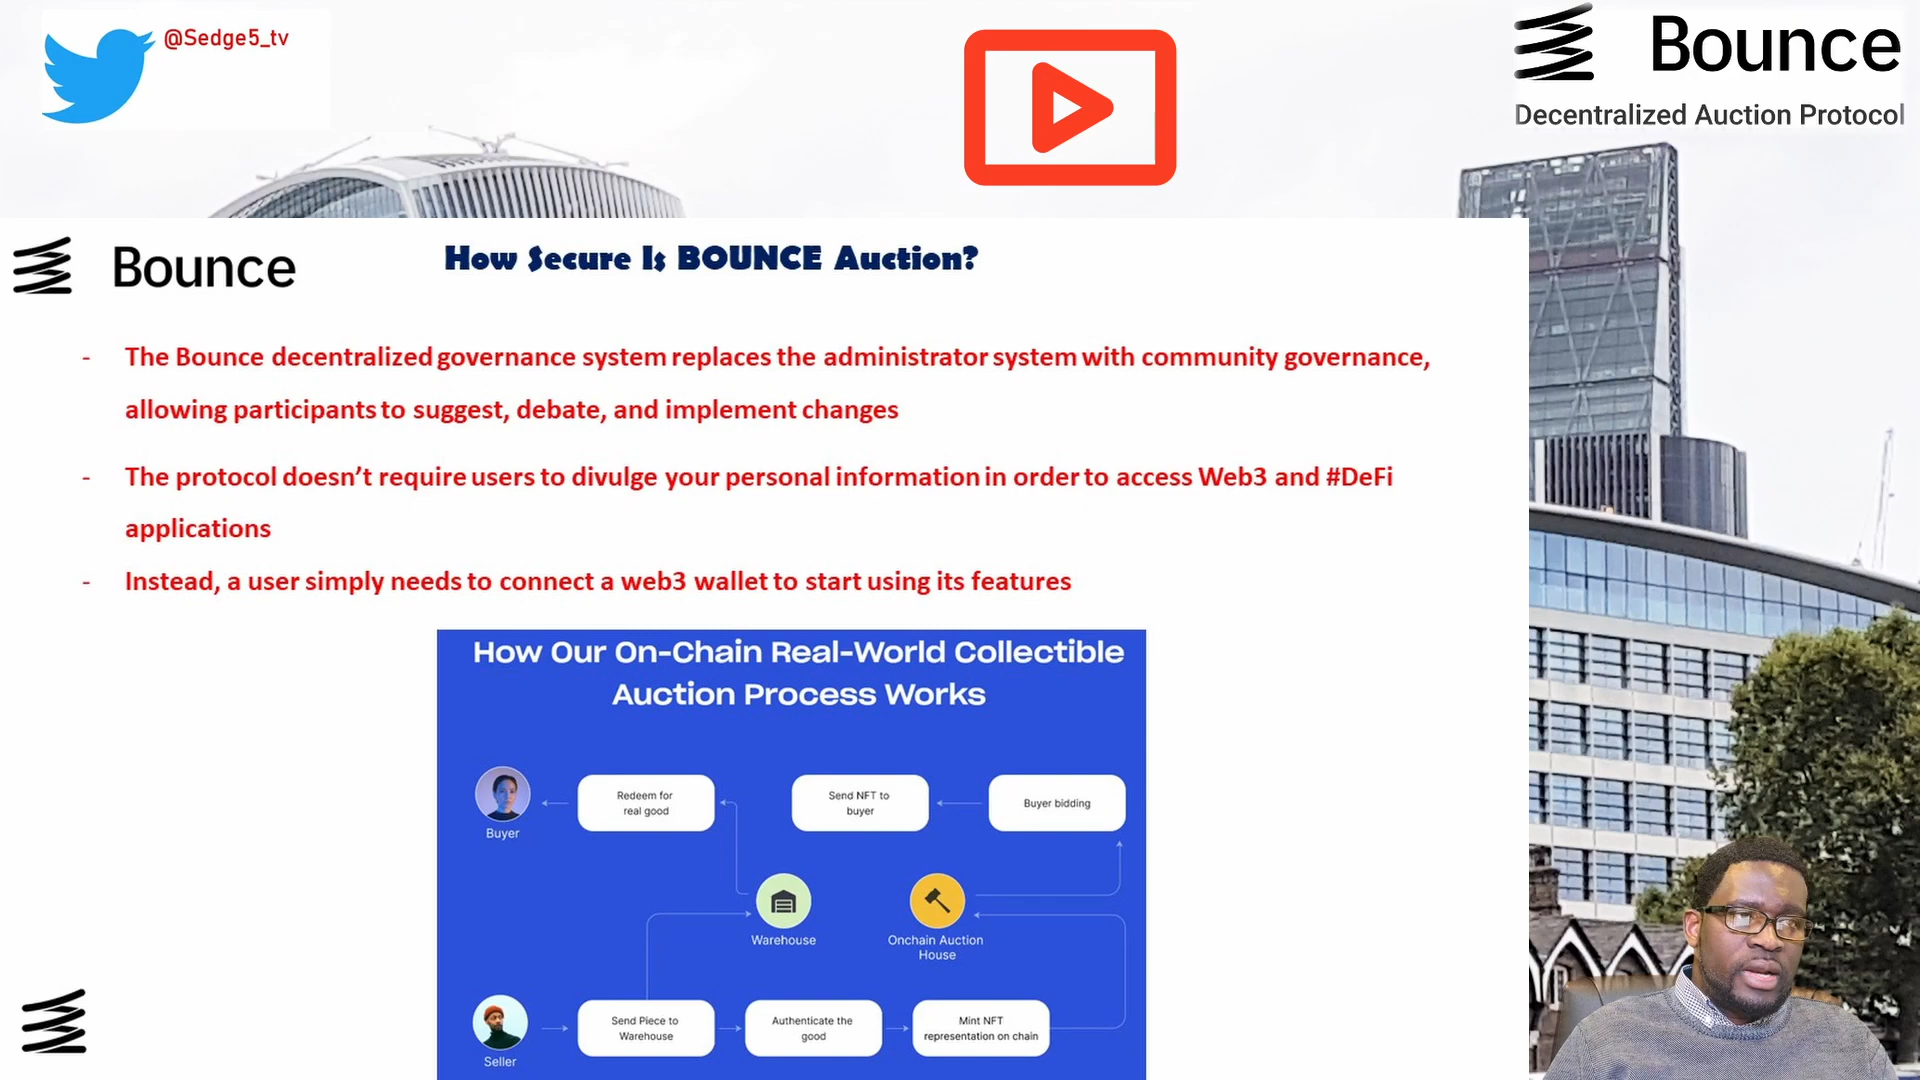 @Sedge5_tv
Bounce
Decentralized Auction Protocol
Bounce
How Secure Is BOUNCE Auction?
- The Bounce decentralized governance system replaces the administrator system with community governance,
allowing participants to suggest, debate, and implement changes
- The protocol doesn’t require users to divulge your personal information in order to access Web3 and #DeFi
applications
- Instead, a user simply needs to connect a web3 wallet to start using its features
How Our On-Chain Real-World Collectible
Auction Process Works
Buyer
Redeem for
real good
Send NFT to
buyer
Buyer bidding
Warehouse
Onchain Auction
House
Seller
Send Piece to
Warehouse
Authenticate the
good
Mint NFT
representation on chain